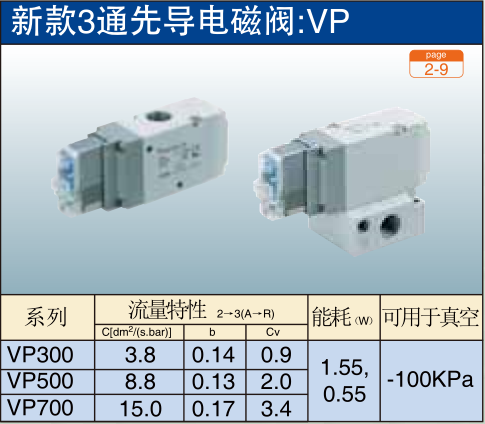 新款3通先导电磁阀:VP
page
2-9
系列 流量特性 2→3(A→R) 能耗(W) 可用于真空
C[dm²/(s.bar)] b Cv
VP300 3.8 0.14 0.9
VP500 8.8 0.13 2.0
VP700 15.0 0.17 3.4
1.55,
0.55
-100KPa